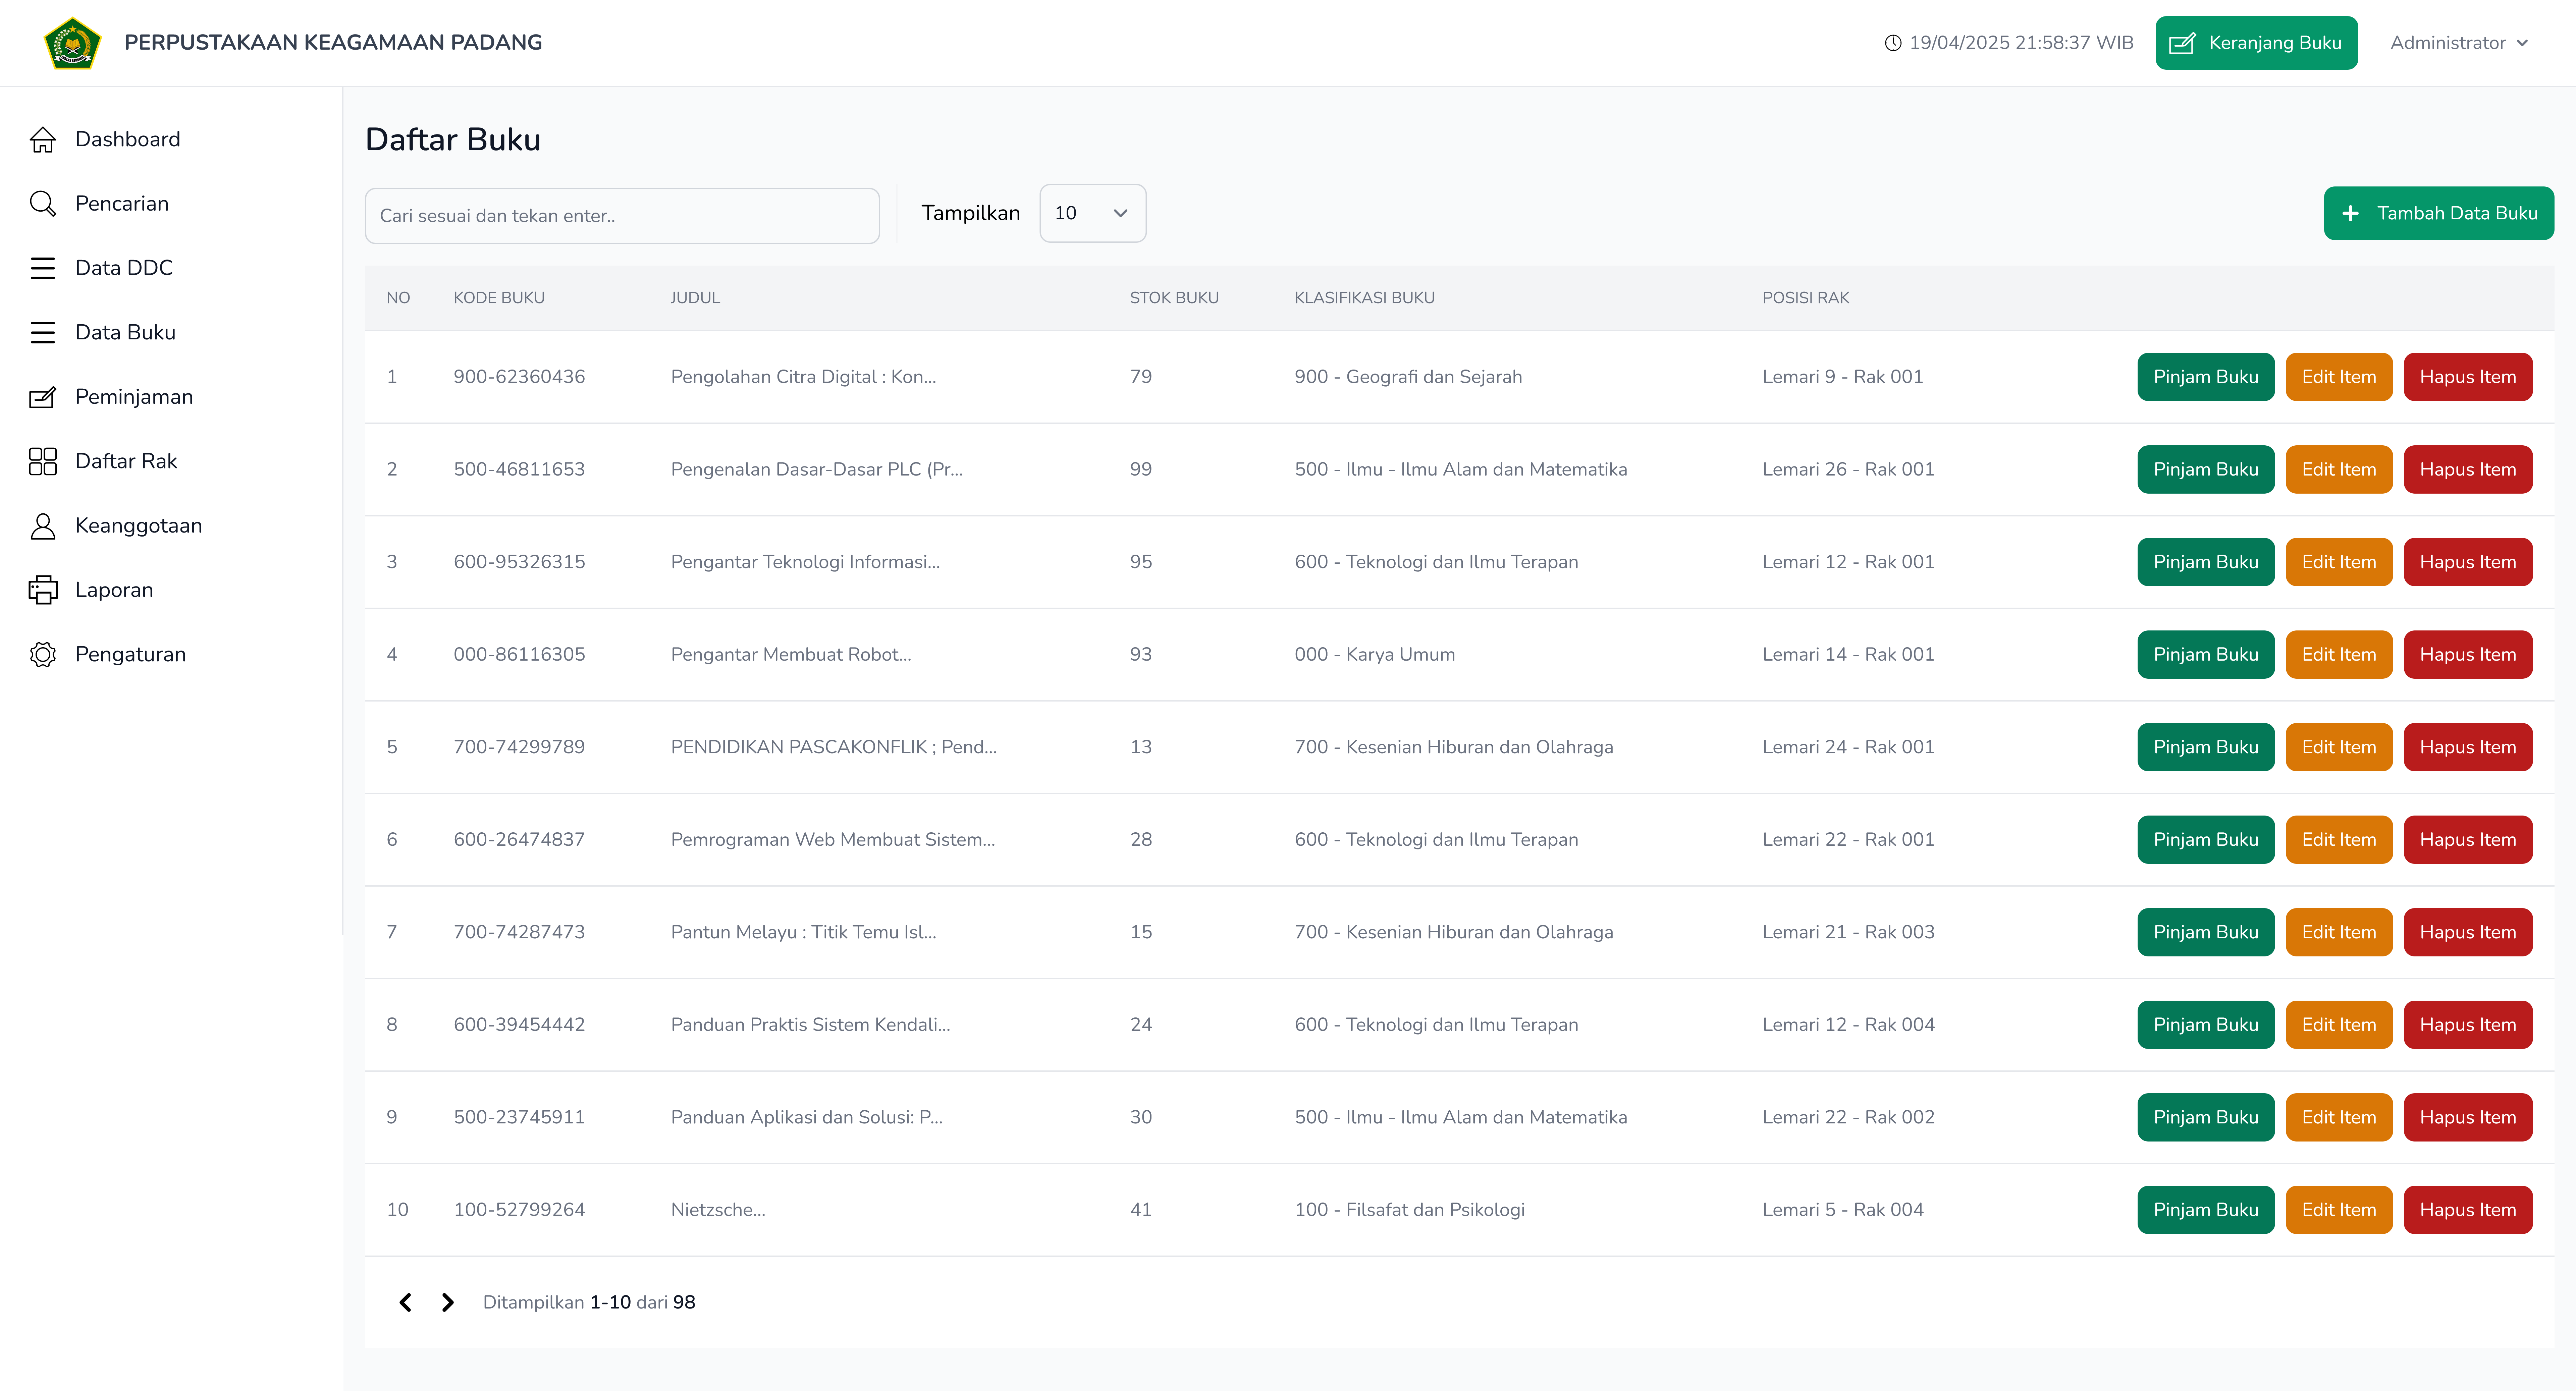 PERPUSTAKAAN KEAGAMAAN PADANG
19/04/2025 21:58:37 WIB
Keranjang Buku
Administrator
Dashboard
Pencarian
Data DDC
Data Buku
Peminjaman
Daftar Rak
Keanggotaan
Laporan
Pengaturan
Daftar Buku
Cari sesuai dan tekan enter..
Tampilkan 10
Tambah Data Buku
NO KODE BUKU JUDUL STOK BUKU KLASIFIKASI BUKU POSISI RAK
1 900-62360436 Pengolahan Citra Digital : Kon... 79 900 - Geografi dan Sejarah Lemari 9 - Rak 001 Pinjam Buku Edit Item Hapus Item
2 500-46811653 Pengenalan Dasar-Dasar PLC (Pr... 99 500 - Ilmu - Ilmu Alam dan Matematika Lemari 26 - Rak 001 Pinjam Buku Edit Item Hapus Item
3 600-95326315 Pengantar Teknologi Informasi... 95 600 - Teknologi dan Ilmu Terapan Lemari 12 - Rak 001 Pinjam Buku Edit Item Hapus Item
4 000-86116305 Pengantar Membuat Robot... 93 000 - Karya Umum Lemari 14 - Rak 001 Pinjam Buku Edit Item Hapus Item
5 700-74299789 PENDIDIKAN PASCAKONFLIK ; Pend... 13 700 - Kesenian Hiburan dan Olahraga Lemari 24 - Rak 001 Pinjam Buku Edit Item Hapus Item
6 600-26474837 Pemrograman Web Membuat Sistem... 28 600 - Teknologi dan Ilmu Terapan Lemari 22 - Rak 001 Pinjam Buku Edit Item Hapus Item
7 700-74287473 Pantun Melayu : Titik Temu Isl... 15 700 - Kesenian Hiburan dan Olahraga Lemari 21 - Rak 003 Pinjam Buku Edit Item Hapus Item
8 600-39454442 Panduan Praktis Sistem Kendali... 24 600 - Teknologi dan Ilmu Terapan Lemari 12 - Rak 004 Pinjam Buku Edit Item Hapus Item
9 500-23745911 Panduan Aplikasi dan Solusi: P... 30 500 - Ilmu - Ilmu Alam dan Matematika Lemari 22 - Rak 002 Pinjam Buku Edit Item Hapus Item
10 100-52799264 Nietzsche... 41 100 - Filsafat dan Psikologi Lemari 5 - Rak 004 Pinjam Buku Edit Item Hapus Item
Ditampilkan 1-10 dari 98